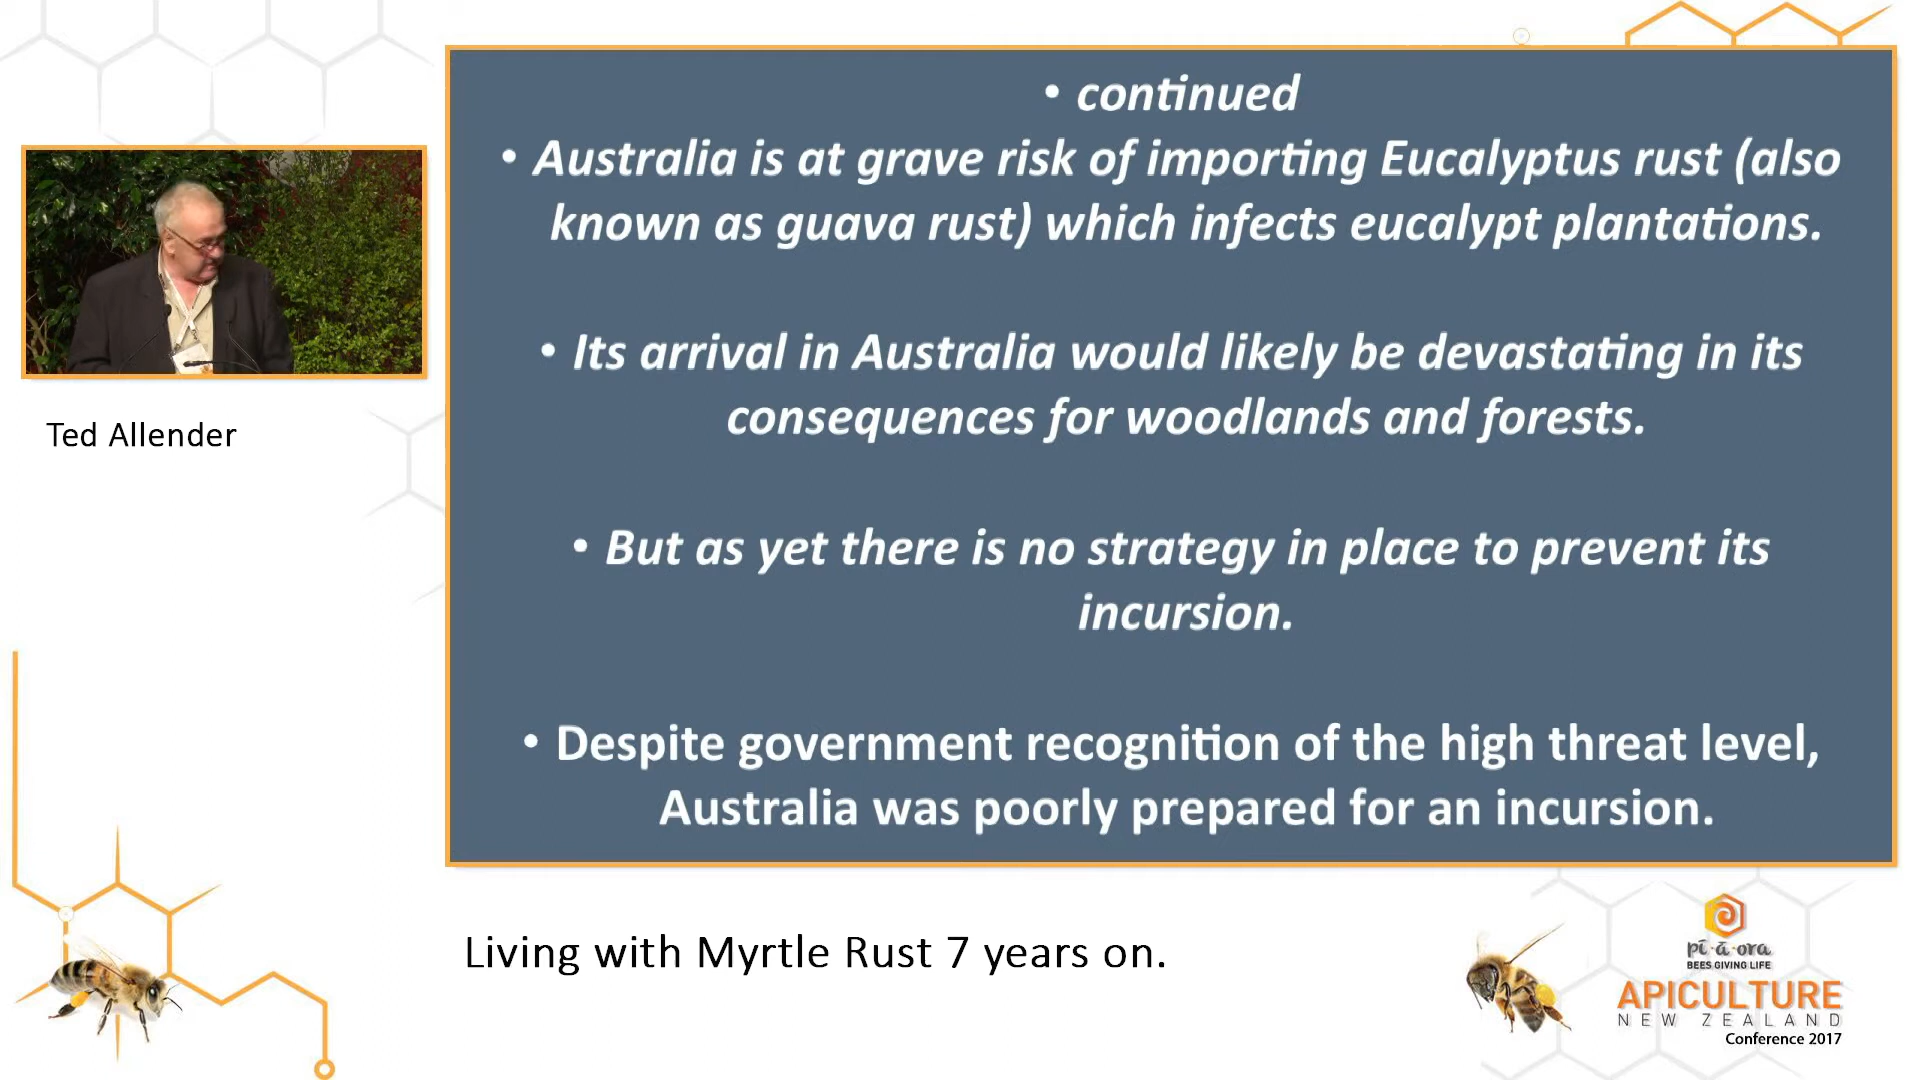 • continued
• Australia is at grave risk of importing Eucalyptus rust (also
known as guava rust) which infects eucalypt plantations.
• Its arrival in Australia would likely be devastating in its
consequences for woodlands and forests.
• But as yet there is no strategy in place to prevent its
incursion.
• Despite government recognition of the high threat level,
Australia was poorly prepared for an incursion.
Ted Allender
Living with Myrtle Rust 7 years on.
pī-ā-ora
BEES GIVING LIFE
APICULTURE
NEW ZEALAND
Conference 2017